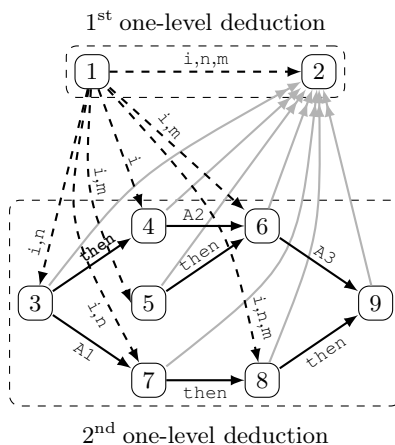 1st one-level deduction
1
i,n,m
2
i,m
i
i,m
i,n
then
4
A2
6
then
A3
3
5
9
i,n
i,n,m
A1
then
7
then
8
2nd one-level deduction